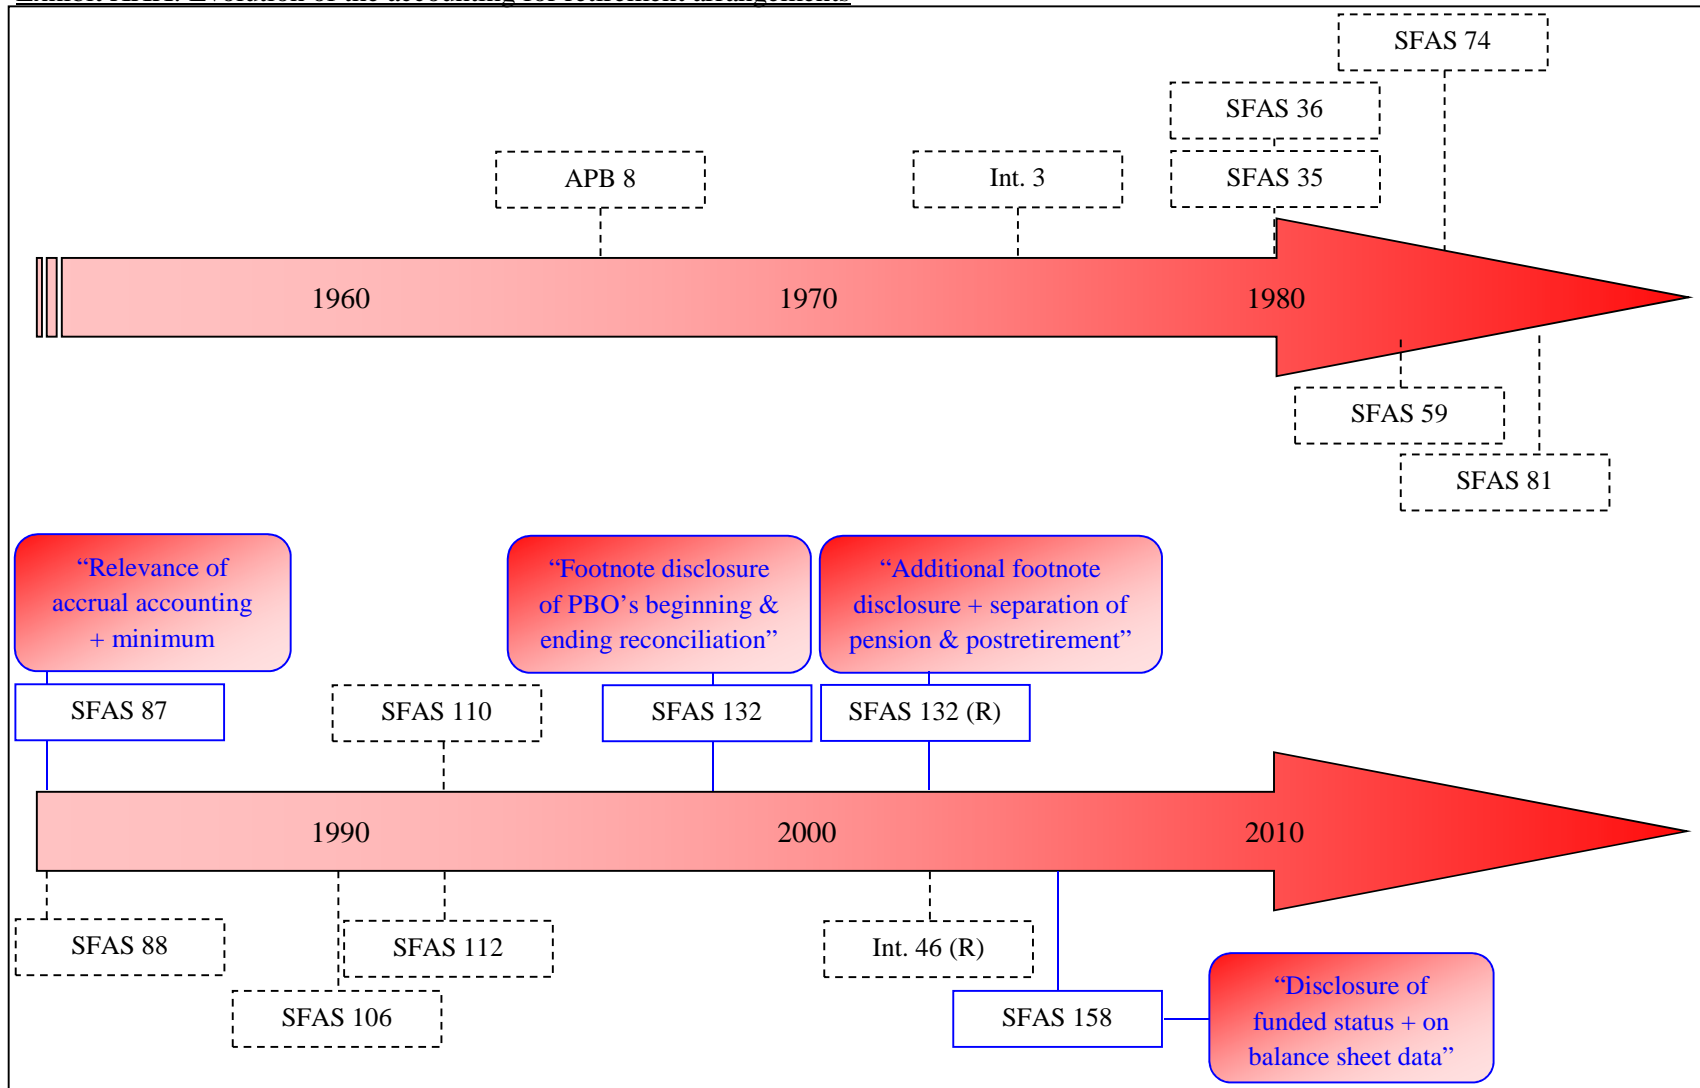 SFAS 74
SFAS 36
APB 8
Int. 3
SFAS 35
1960
1970
1980
SFAS 59
SFAS 81
“Relevance of
accrual accounting
+ minimum
“Footnote disclosure
of PBO’s beginning &
ending reconciliation”
“Additional footnote
disclosure + separation of
pension & postretirement”
SFAS 87
SFAS 110
SFAS 132
SFAS 132 (R)
1990
2000
2010
SFAS 88
SFAS 112
Int. 46 (R)
SFAS 106
SFAS 158
“Disclosure of
funded status + on
balance sheet data”